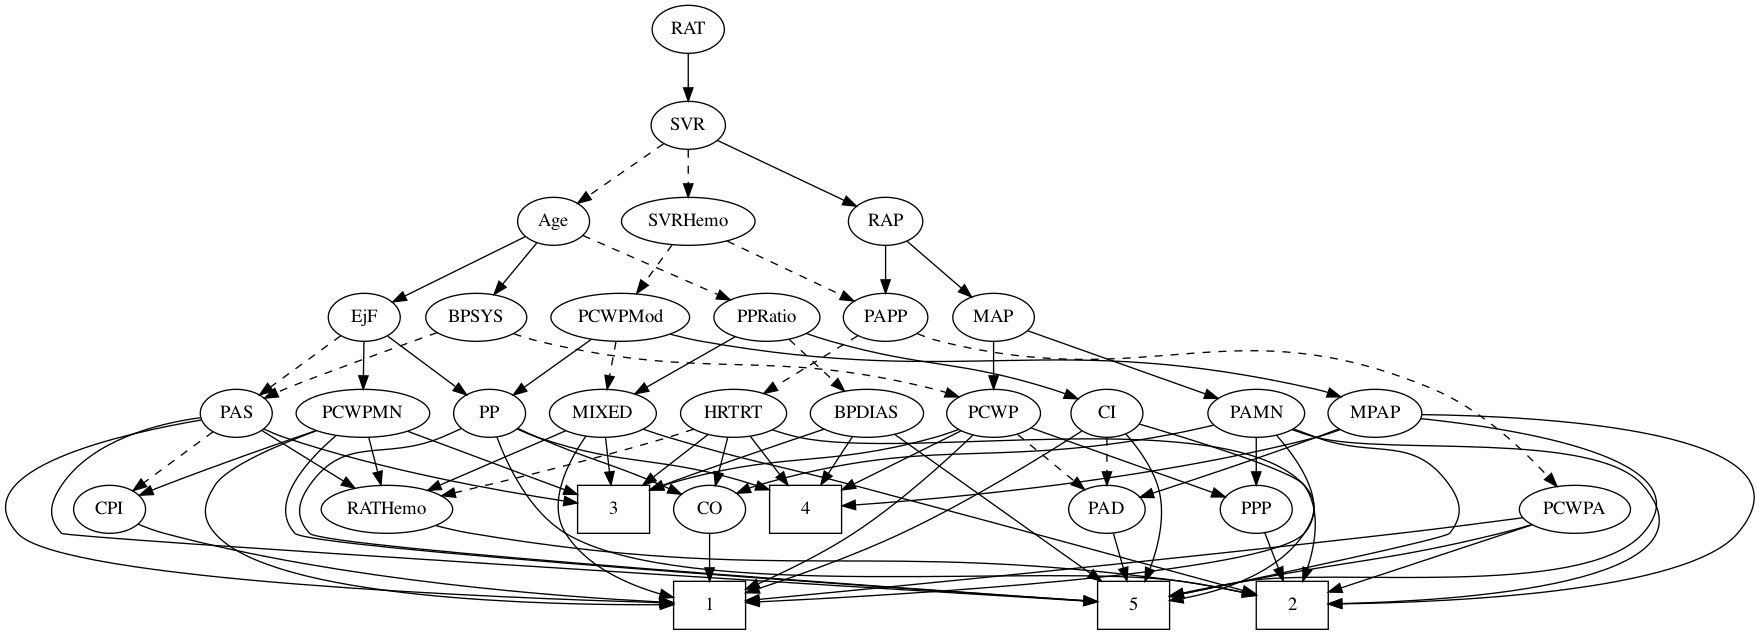 RAT
SVR
Age SVRHemo RAP
EjF BPSYS PCWPMod PPRatio PAPP MAP
PAS PCWPMN PP MIXED HRTRT BPDIAS PCWP CI PAMN MPAP
CPI RATHemo 3 CO 4 PAD PPP PCWPA
1 5 2